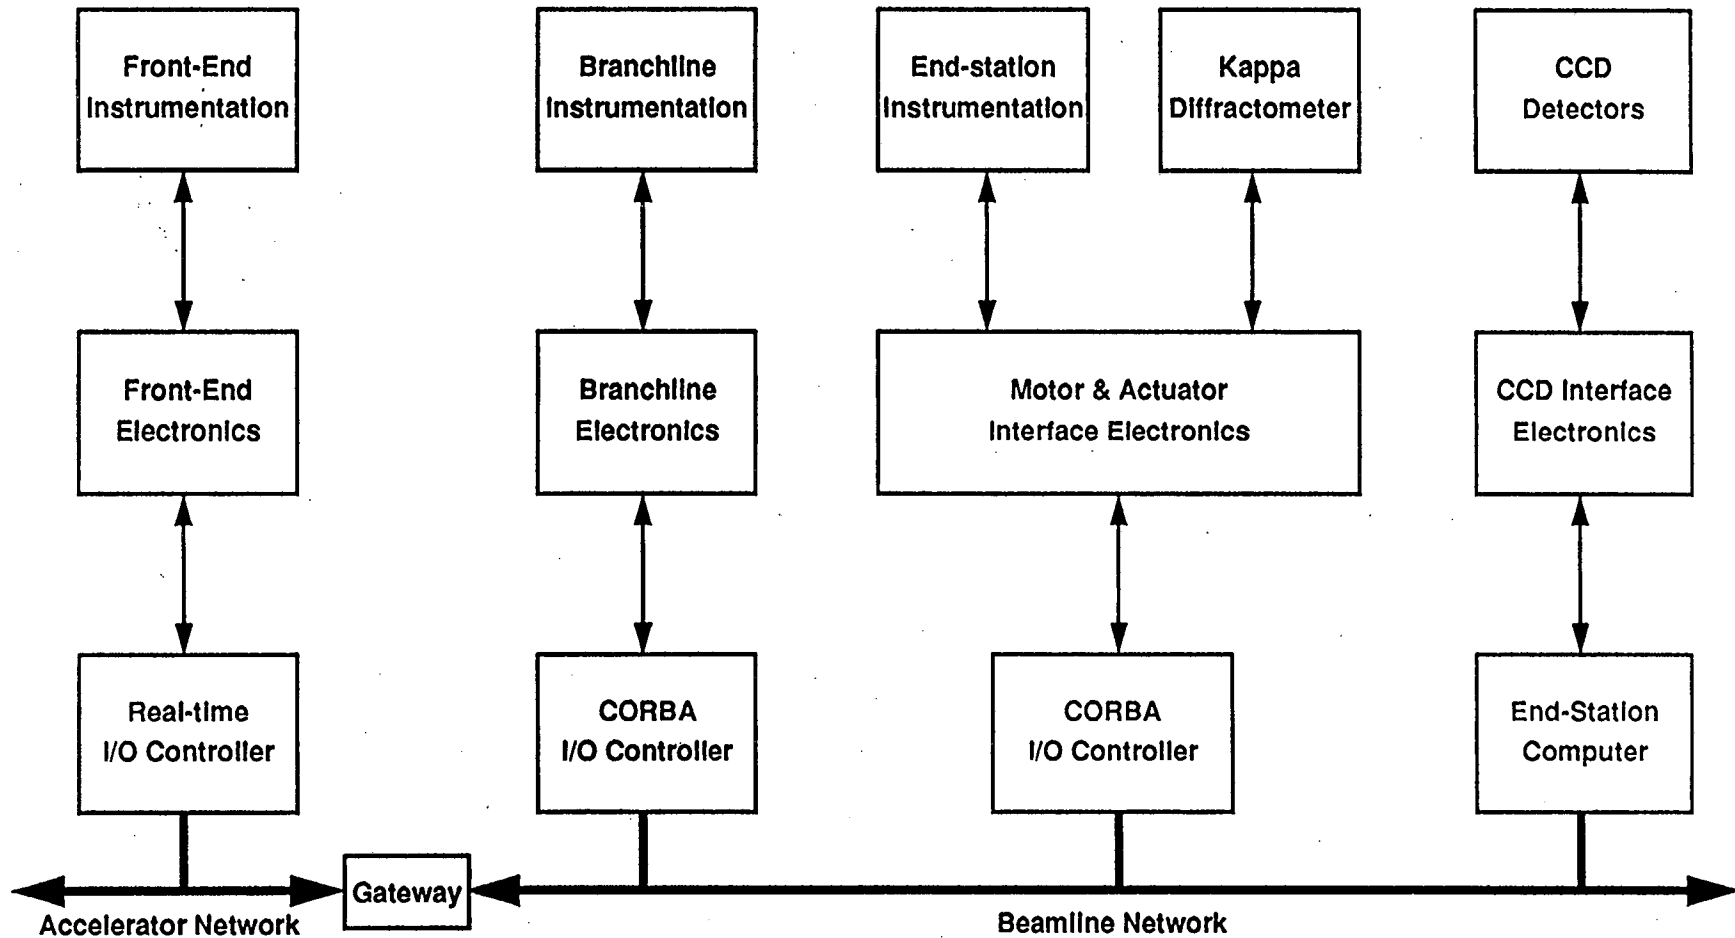 Front-End
Instrumentation
Branchline
Instrumentation
End-station
Instrumentation
Kappa
Diffractometer
CCD
Detectors
Front-End
Electronics
Branchline
Electronics
Motor & Actuator
Interface Electronics
CCD Interface
Electronics
Real-time
I/O Controller
CORBA
I/O Controller
CORBA
I/O Controller
End-Station
Computer
Gateway
Accelerator Network
Beamline Network